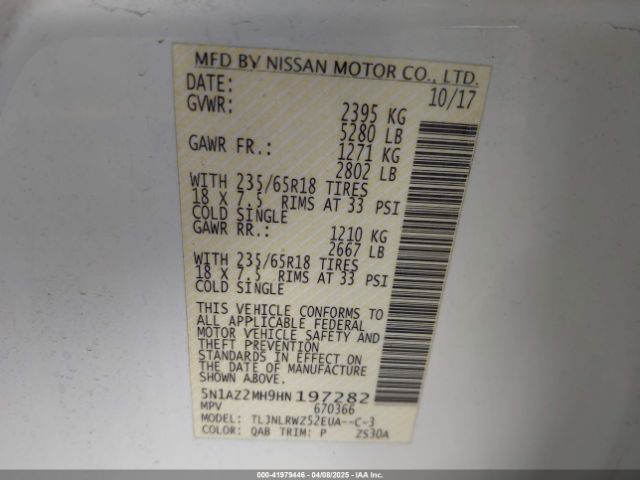 MFD BY NISSAN MOTOR CO., LTD.
DATE: 10/17
GVWR: 2395 KG
5280 LB
GAWR FR.: 1271 KG
2802 LB
WITH 235/65R18 TIRES
18 X 7.5 RIMS AT 33 PSI
COLD SINGLE
GAWR RR.: 1210 KG
2667 LB
WITH 235/65R18 TIRES
18 X 7.5 RIMS AT 33 PSI
COLD SINGLE
THIS VEHICLE CONFORMS TO
ALL APPLICABLE FEDERAL
MOTOR VEHICLE SAFETY AND
THEFT PREVENTION
STANDARDS IN EFFECT ON
THE DATE OF MANUFACTURE
SHOWN ABOVE.
5N1AZ2MH9HN197282
MPV 670366
MODEL: TLJNLRWZ52EUA--C-3
COLOR: QAB TRIM: P ZS30A
000-41979446 - 04/08/2025 - IAAI.com